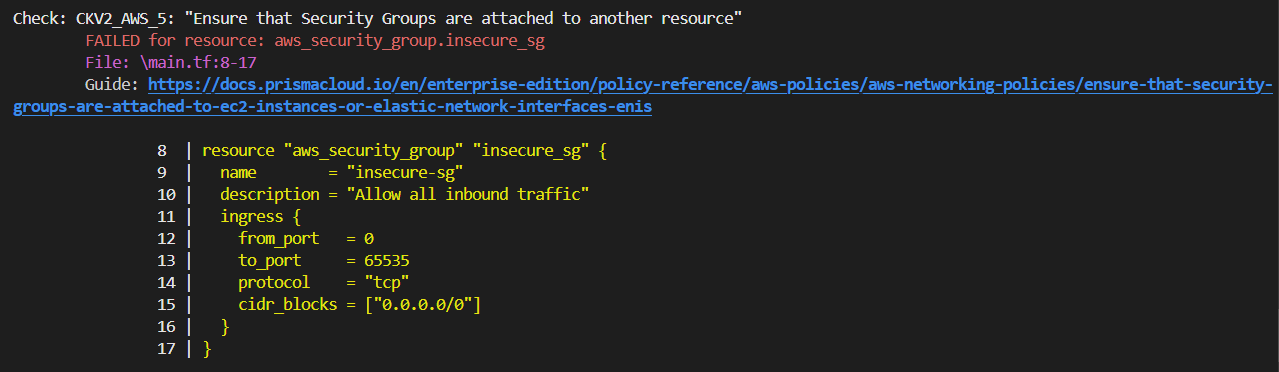 Check: CKV2_AWS_5: "Ensure that Security Groups are attached to another resource"
FAILED for resource: aws_security_group.insecure_sg
File: \main.tf:8-17
Guide: https://docs.prismacloud.io/en/enterprise-edition/policy-reference/aws-policies/aws-networking-policies/ensure-that-security-
groups-are-attached-to-ec2-instances-or-elastic-network-interfaces-enis
8 | resource "aws_security_group" "insecure_sg" {
9 |   name        = "insecure-sg"
10 |   description = "Allow all inbound traffic"
11 |   ingress {
12 |     from_port   = 0
13 |     to_port     = 65535
14 |     protocol    = "tcp"
15 |     cidr_blocks = ["0.0.0.0/0"]
16 |   }
17 | }